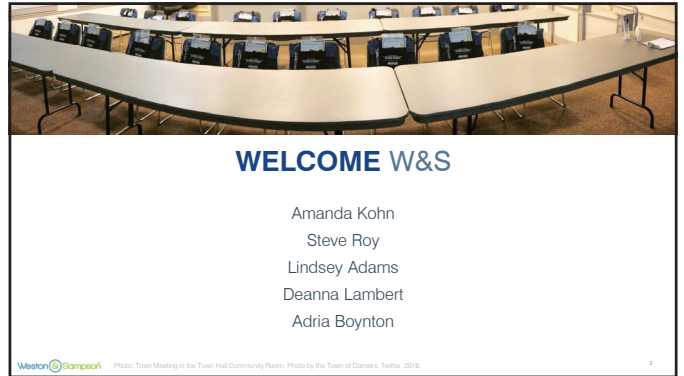 WELCOME W&S
Amanda Kohn
Steve Roy
Lindsey Adams
Deanna Lambert
Adria Boynton
Weston & Sampson Photo: Town Meeting in the Town Hall Community Room. Photo by the Town of Danvers, Twitter, 2016. 2